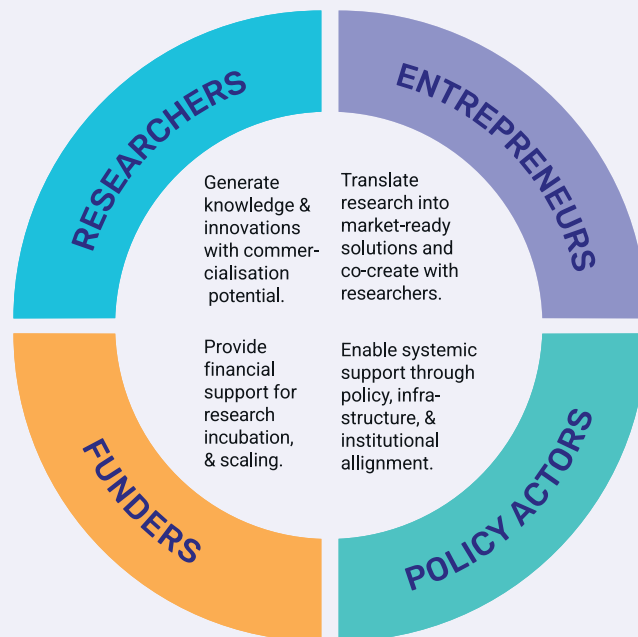 RESEARCHERS
Generate
knowledge &
innovations
with commer-
cialisation
potential.
ENTREPRENEURS
Translate
research into
market-ready
solutions and
co-create with
researchers.
FUNDERS
Provide
financial
support for
research
incubation,
& scaling.
POLICY ACTORS
Enable systemic
support through
policy, infra-
structure, &
institutional
allignment.